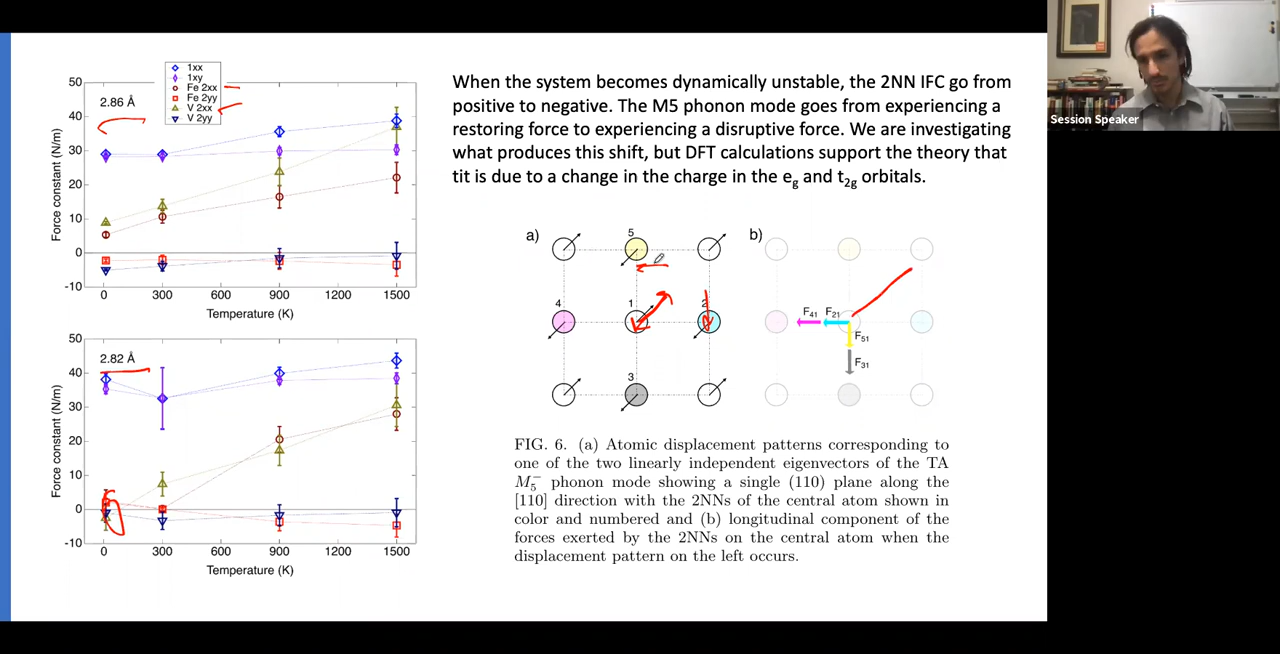 1xx
1xy
Fe 2xx
Fe 2yy
V 2xx
V 2yy
50
40
30
20
10
0
-10
Force constant (N/m)
2.86 Å
0 300 600 900 1200 1500
Temperature (K)
50
40
30
20
10
0
-10
Force constant (N/m)
2.82 Å
0 300 600 900 1200 1500
Temperature (K)
When the system becomes dynamically unstable, the 2NN IFC go from
positive to negative. The M5 phonon mode goes from experiencing a
restoring force to experiencing a disruptive force. We are investigating
what produces this shift, but DFT calculations support the theory that
tit is due to a change in the charge in the eg and t2g orbitals.
a)
5
4
1
2
3
b)
F41
F21
F51
F31
FIG. 6. (a) Atomic displacement patterns corresponding to
one of the two linearly independent eigenvectors of the TA
M5− phonon mode showing a single (110) plane along the
[110] direction with the 2NNs of the central atom shown in
color and numbered and (b) longitudinal component of the
forces exerted by the 2NNs on the central atom when the
displacement pattern on the left occurs.
Session Speaker